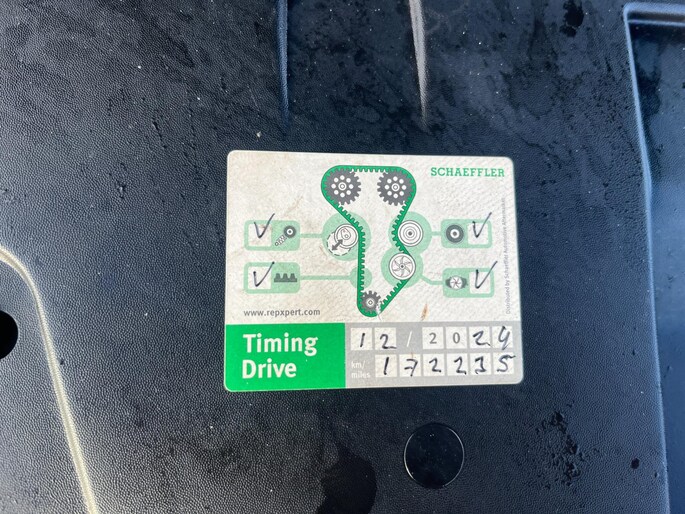 SCHAEFFLER
www.repxpert.com
Timing
Drive
12/2024
km/
miles
172235